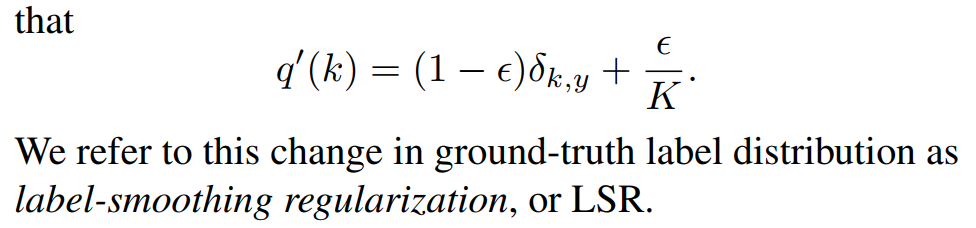 that
q′(k) = (1 − ϵ)δ_{k,y} + ϵ/K.
We refer to this change in ground-truth label distribution as
label-smoothing regularization, or LSR.